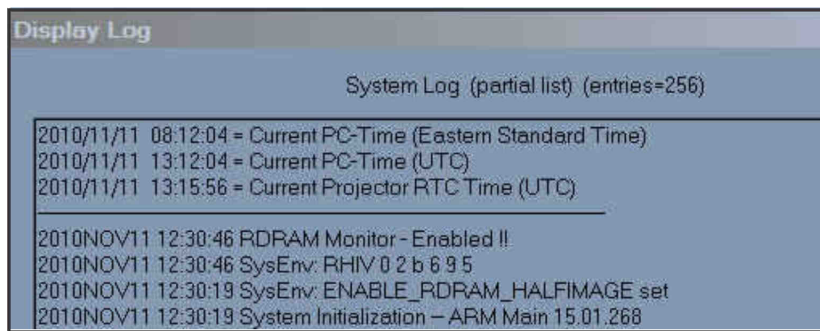 Display Log
System Log (partial list) (entries=256)
2010/11/11 08:12:04 = Current PC-Time (Eastern Standard Time)
2010/11/11 13:12:04 = Current PC-Time (UTC)
2010/11/11 13:15:56 = Current Projector RTC Time (UTC)
2010NOV11 12:30:46 RDRAM Monitor - Enabled !!
2010NOV11 12:30:46 SysEnv: RHIV 0 2 b 6 9 5
2010NOV11 12:30:19 SysEnv: ENABLE_RDRAM_HALFIMAGE set
2010NOV11 12:30:19 System Initialization – ARM Main 15.01.268